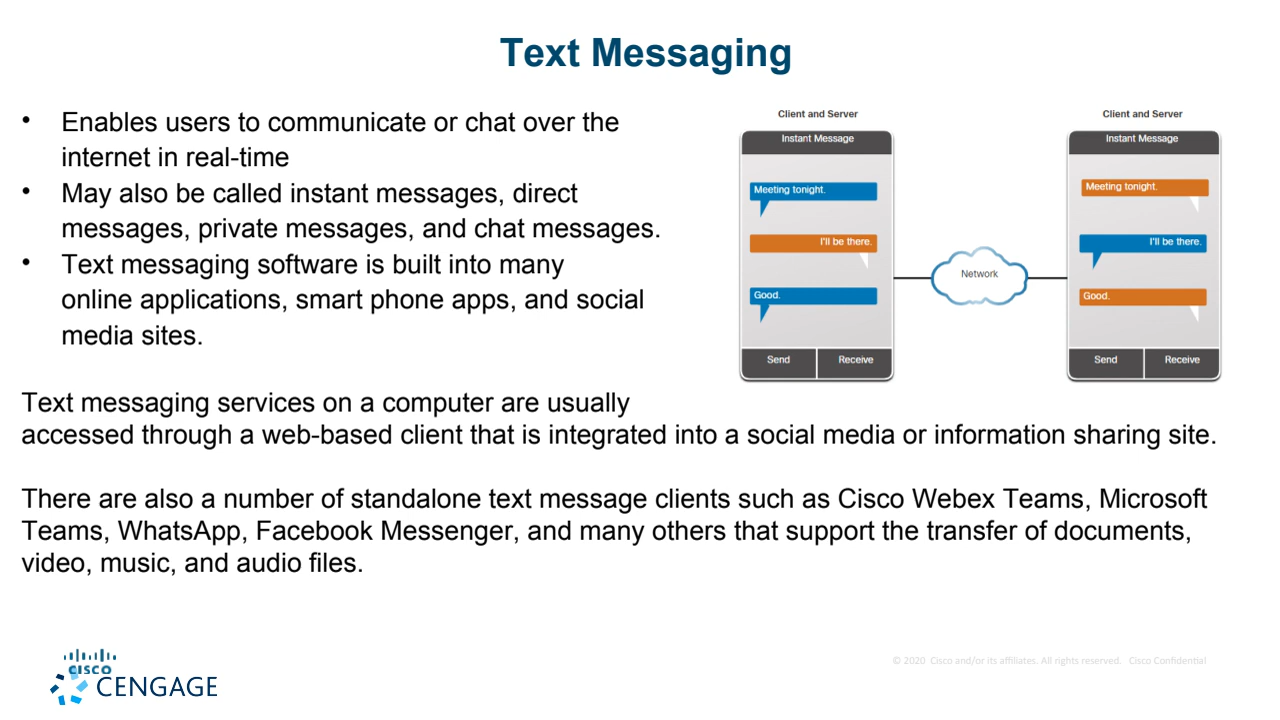 Text Messaging
• Enables users to communicate or chat over the
internet in real-time
• May also be called instant messages, direct
messages, private messages, and chat messages.
• Text messaging software is built into many
online applications, smart phone apps, and social
media sites.
Client and Server
Instant Message
Meeting tonight.
I'll be there.
Good.
Send Receive
Network
Client and Server
Instant Message
Meeting tonight.
I'll be there.
Good.
Send Receive
Text messaging services on a computer are usually
accessed through a web-based client that is integrated into a social media or information sharing site.
There are also a number of standalone text message clients such as Cisco Webex Teams, Microsoft
Teams, WhatsApp, Facebook Messenger, and many others that support the transfer of documents,
video, music, and audio files.
CISCO
CENGAGE
© 2020 Cisco and/or its affiliates. All rights reserved. Cisco Confidential